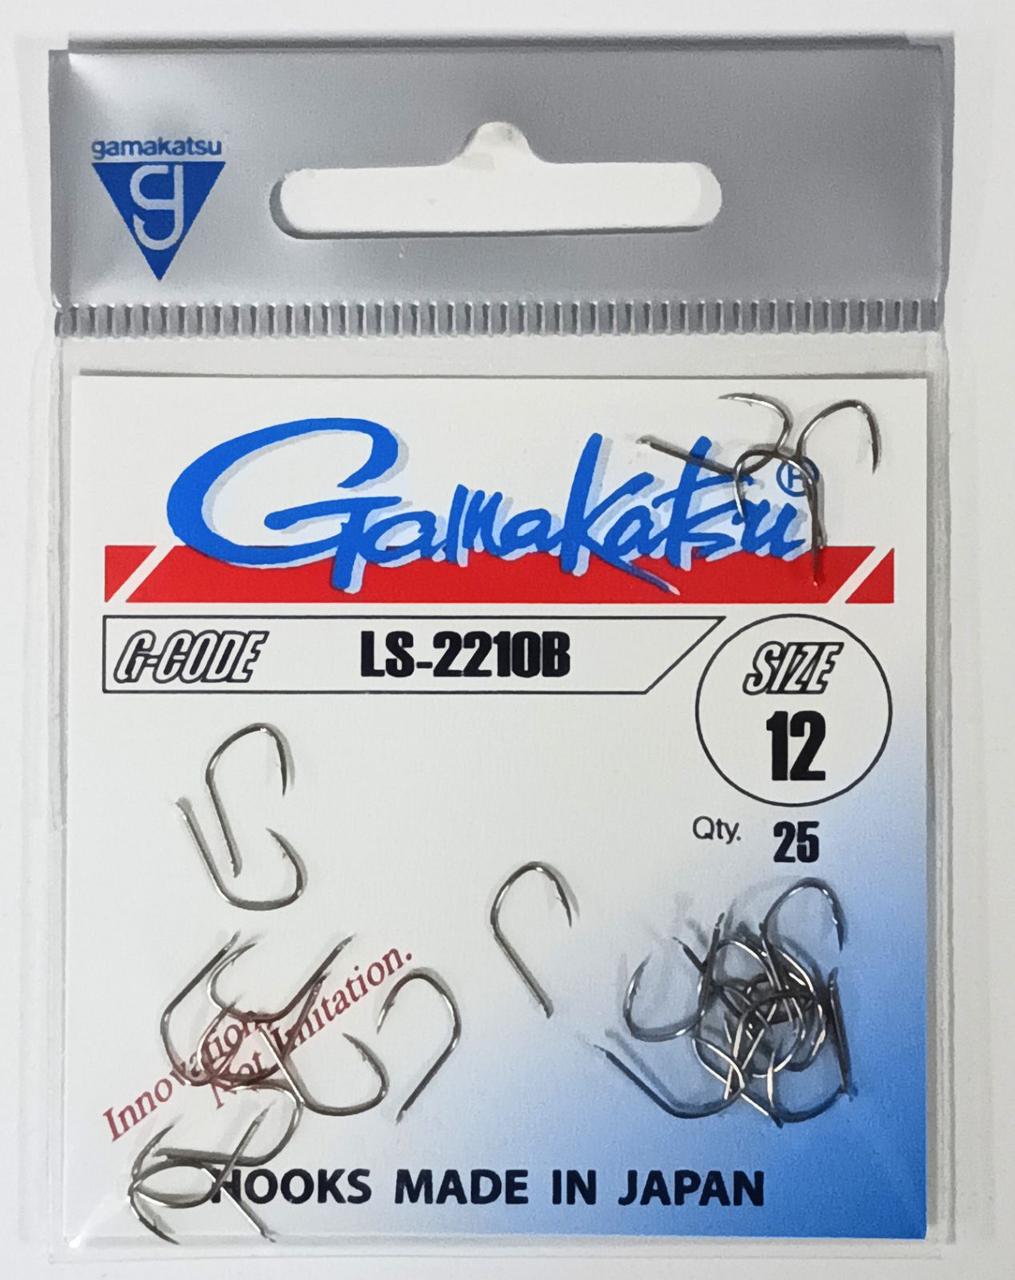 gamakatsu
g
Gamakatsu®
G-CODE LS-2210B
SIZE
12
Qty. 25
Innovation
Not Imitation.
HOOKS MADE IN JAPAN